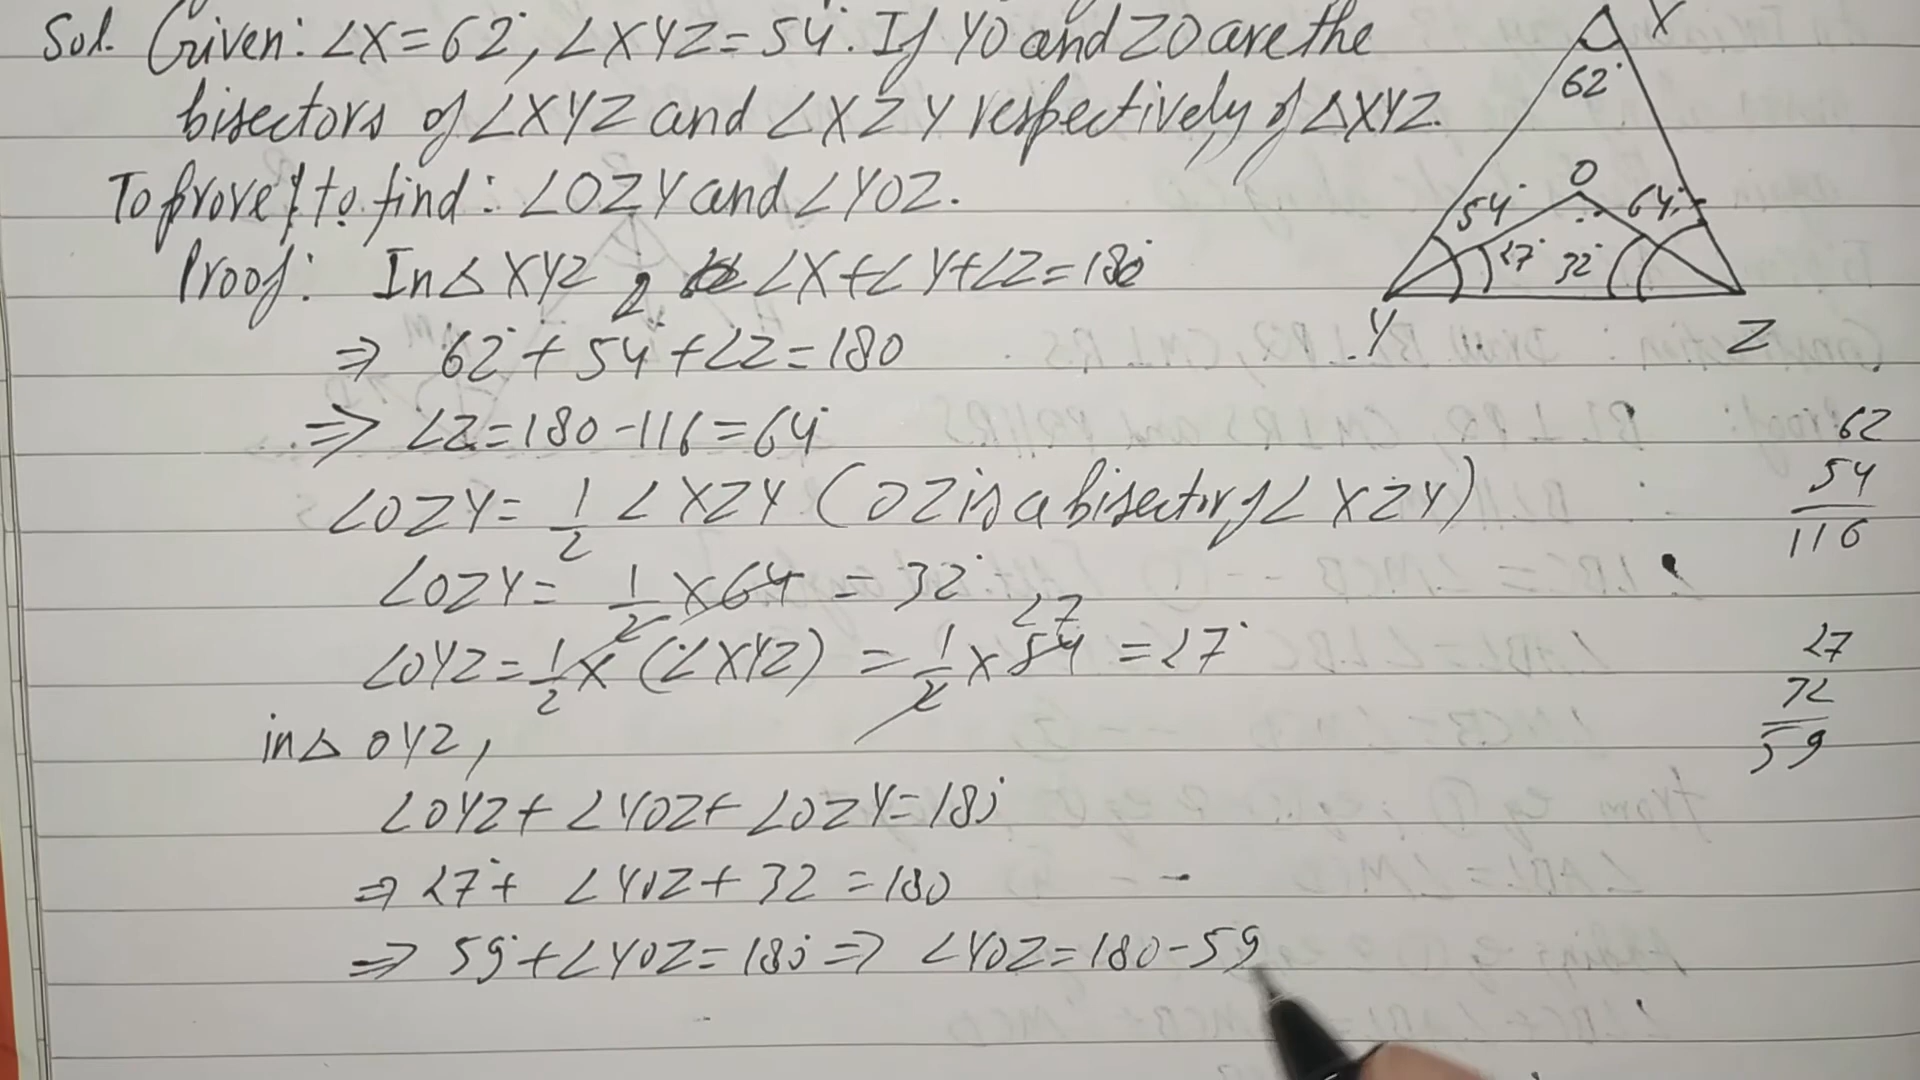 Sol. Given: ∠X=62°, ∠XYZ=54°. If YO and ZO are the
bisectors of ∠XYZ and ∠XZY respectively, of △XYZ.
To prove / to find: ∠OZY and ∠YOZ.
Proof: In △ XYZ, ∠X+∠Y+∠Z=180°
⇒ 62°+54°+∠Z=180
⇒ ∠Z=180-116=64°
∠OZY= 1/2 ∠XZY (OZ is a bisector of ∠XZY)
∠OZY= 1/2 x 64 = 32°
27
∠OYZ= 1/2 x (∠XYZ) = 1/2 x 54 = 27°
in △ OYZ,
∠OYZ+∠YOZ+∠OZY=180°
⇒ 27°+ ∠YOZ+32 =180
⇒ 59°+∠YOZ=180° ⇒ ∠YOZ=180-59
X
62°
O
54°
64°
27°
32°
Y
Z
62
54
116
27
32
59